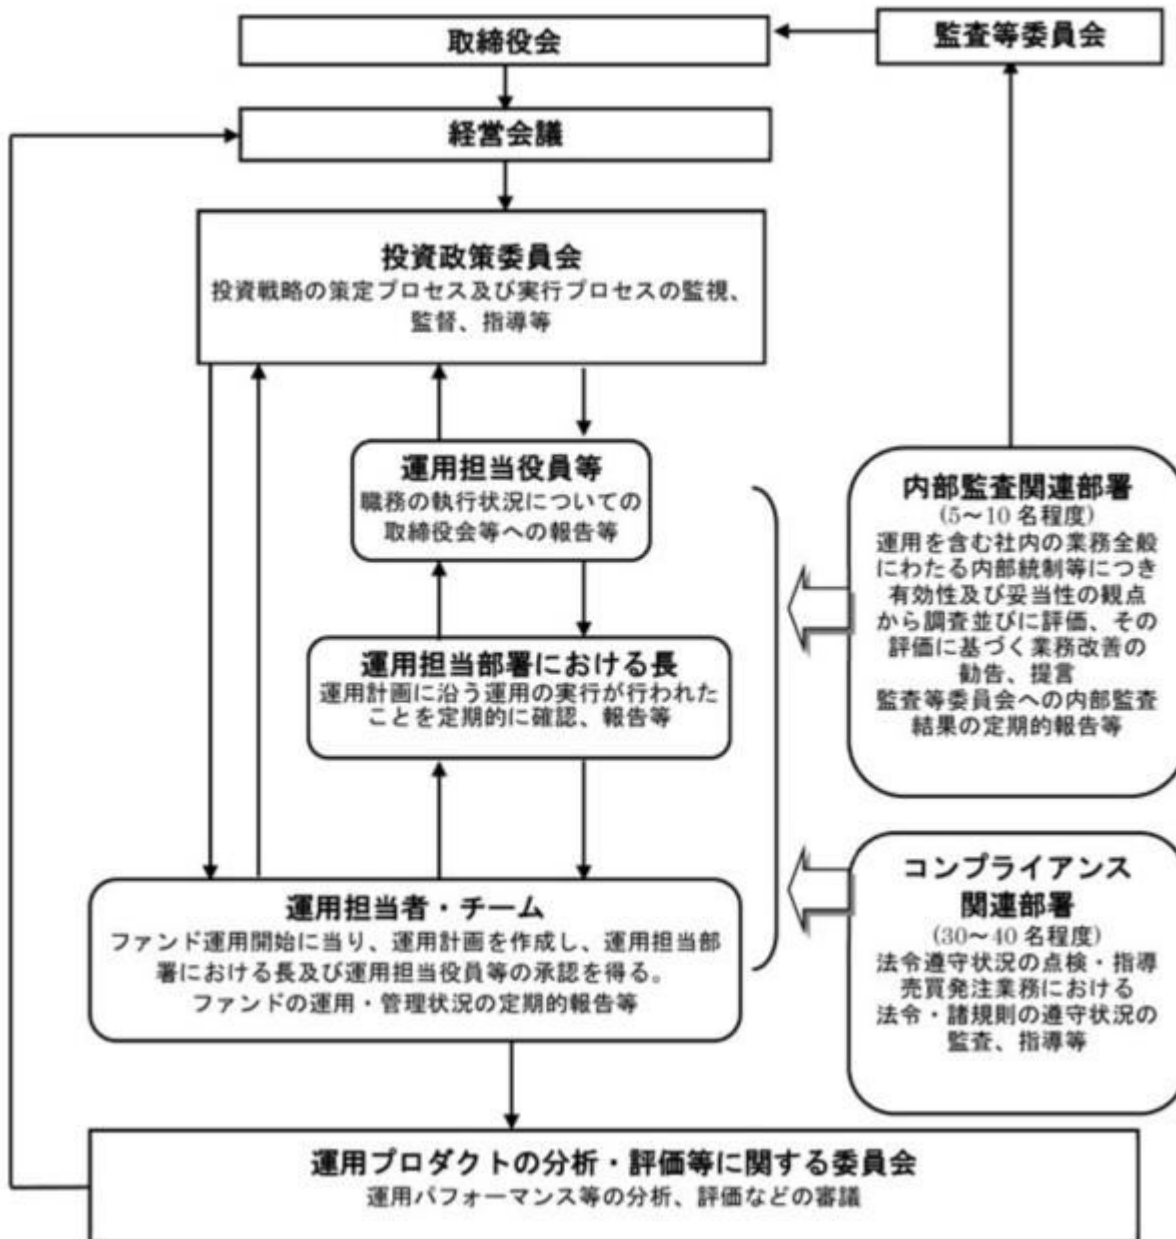 取締役会
監査等委員会
経営会議
投資政策委員会
投資戦略の策定プロセス及び実行プロセスの監視、
監督、指導等
運用担当役員等
職務の執行状況についての
取締役会等への報告等
運用担当部署における長
運用計画に沿う運用の実行が行われた
ことを定期的に確認、報告等
運用担当者・チーム
ファンド運用開始に当り、運用計画を作成し、運用担当部
署における長及び運用担当役員等の承認を得る。
ファンドの運用・管理状況の定期的報告等
内部監査関連部署
(5～10 名程度)
運用を含む社内の業務全般
にわたる内部統制等につき
有効性及び妥当性の観点
から調査並びに評価、その
評価に基づく業務改善の
勧告、提言
監査等委員会への内部監査
結果の定期的報告等
コンプライアンス
関連部署
(30～40 名程度)
法令遵守状況の点検・指導
売買発注業務における
法令・諸規則の遵守状況の
監査、指導等
運用プロダクトの分析・評価等に関する委員会
運用パフォーマンス等の分析、評価などの審議